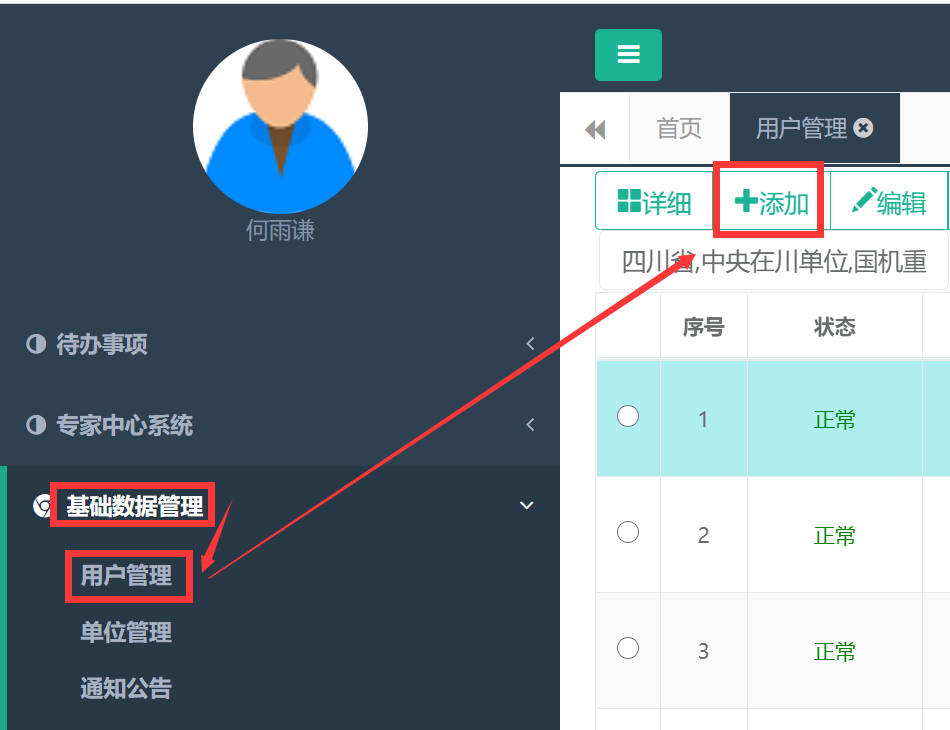 何雨谦
待办事项
专家中心系统
基础数据管理
用户管理
单位管理
通知公告
首页 用户管理
详细 添加 编辑
四川省,中央在川单位,国机重
序号 状态
1 正常
2 正常
3 正常